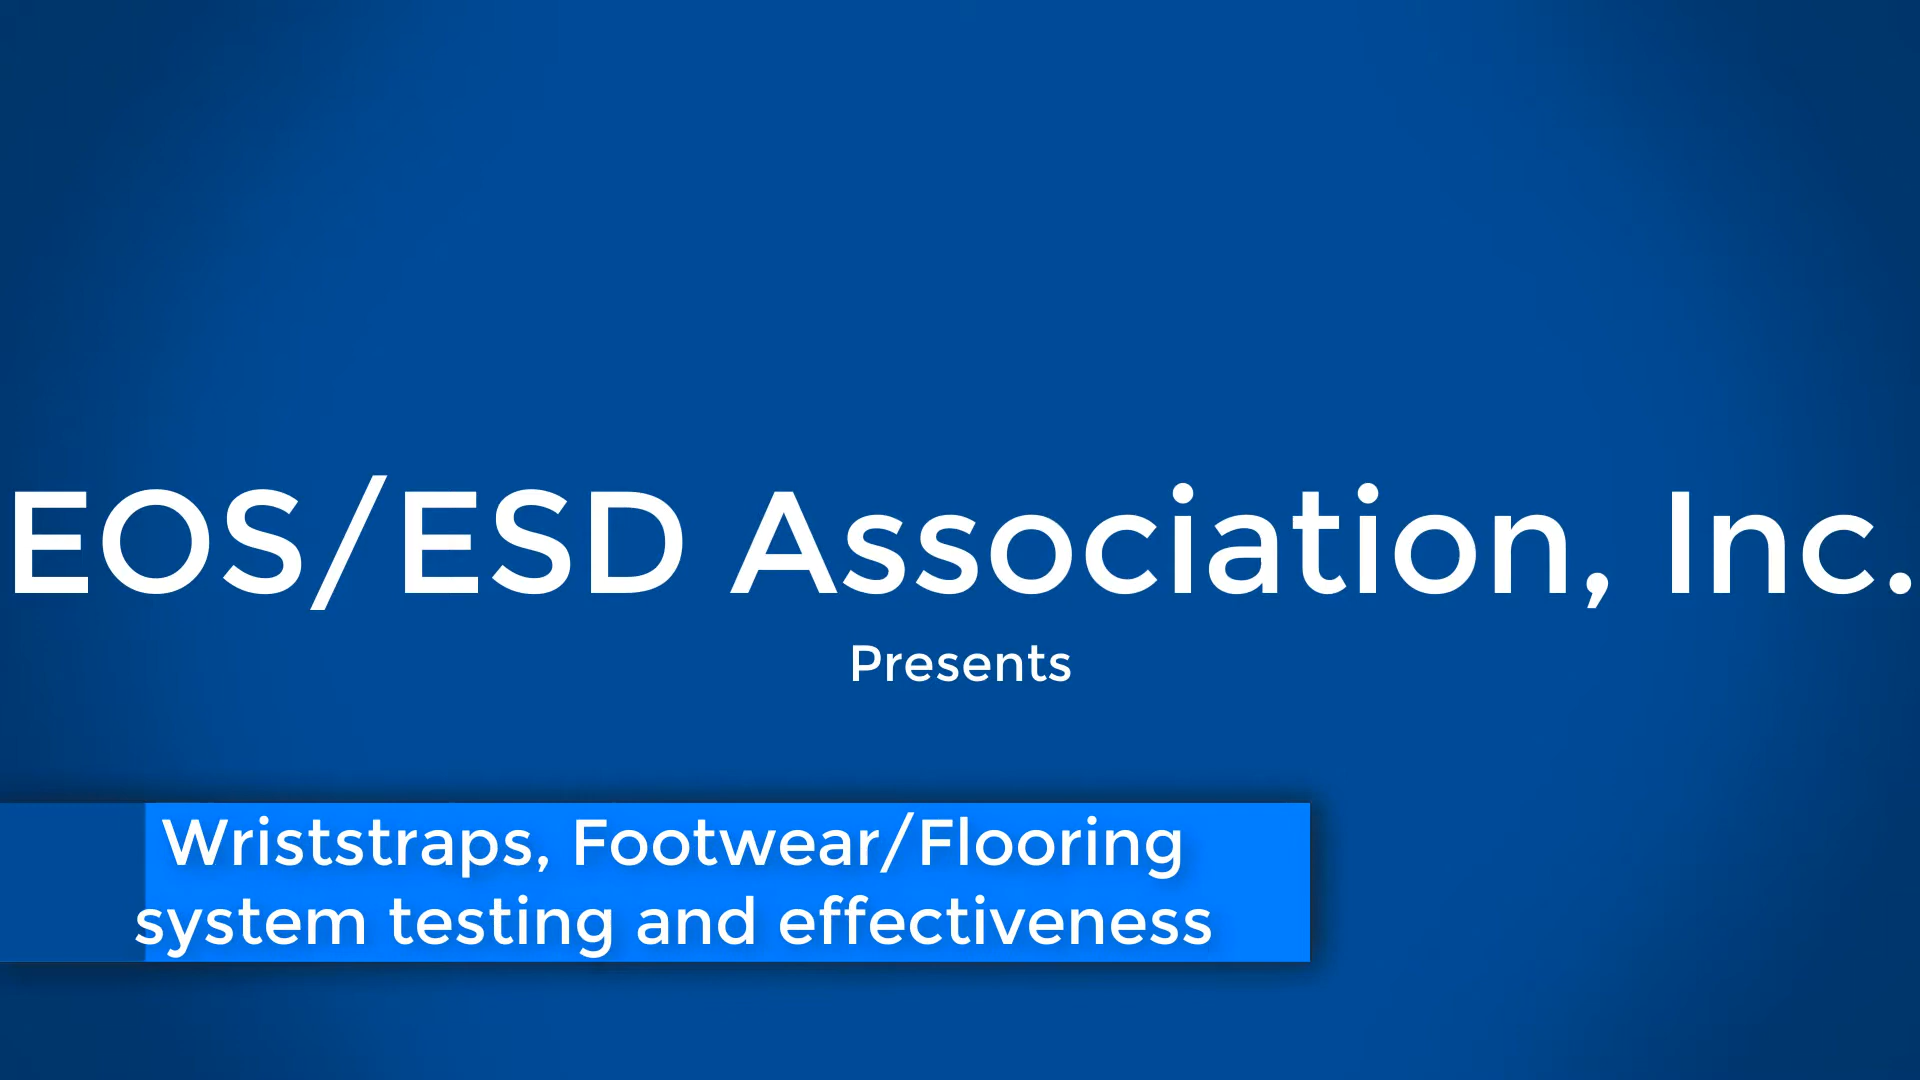 EOS/ESD Association, Inc.
Presents
Wriststraps, Footwear/Flooring
system testing and effectiveness